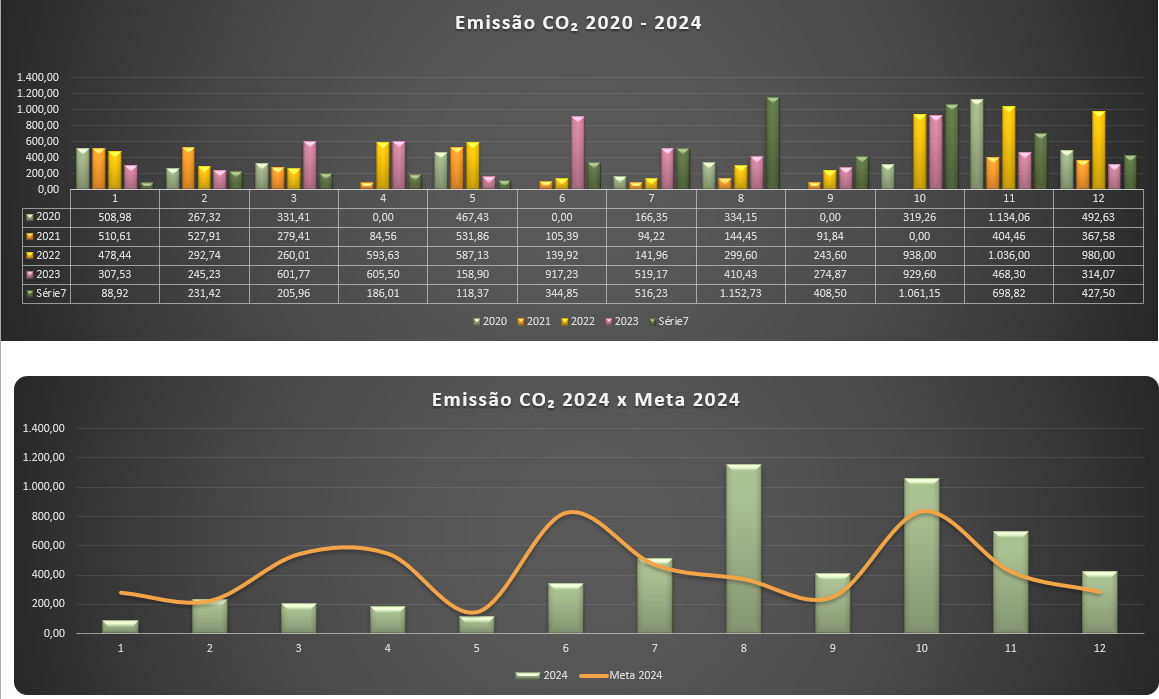 Emissão CO₂ 2020 - 2024
1.400,00
1.200,00
1.000,00
800,00
600,00
400,00
200,00
0,00
1 2 3 4 5 6 7 8 9 10 11 12
2020 508,98 267,32 331,41 0,00 467,43 0,00 166,35 334,15 0,00 319,26 1.134,06 492,63
2021 510,61 527,91 279,41 84,56 531,86 105,39 94,22 144,45 91,84 0,00 404,46 367,58
2022 478,44 292,74 260,01 593,63 587,13 139,92 141,96 299,60 243,60 938,00 1.036,00 980,00
2023 307,53 245,23 601,77 605,50 158,90 917,23 519,17 410,43 274,87 929,60 468,30 314,07
Série7 88,92 231,42 205,96 186,01 118,37 344,85 516,23 1.152,73 408,50 1.061,15 698,82 427,50
2020 2021 2022 2023 Série7
Emissão CO₂ 2024 x Meta 2024
1.400,00
1.200,00
1.000,00
800,00
600,00
400,00
200,00
0,00
1 2 3 4 5 6 7 8 9 10 11 12
2024 Meta 2024